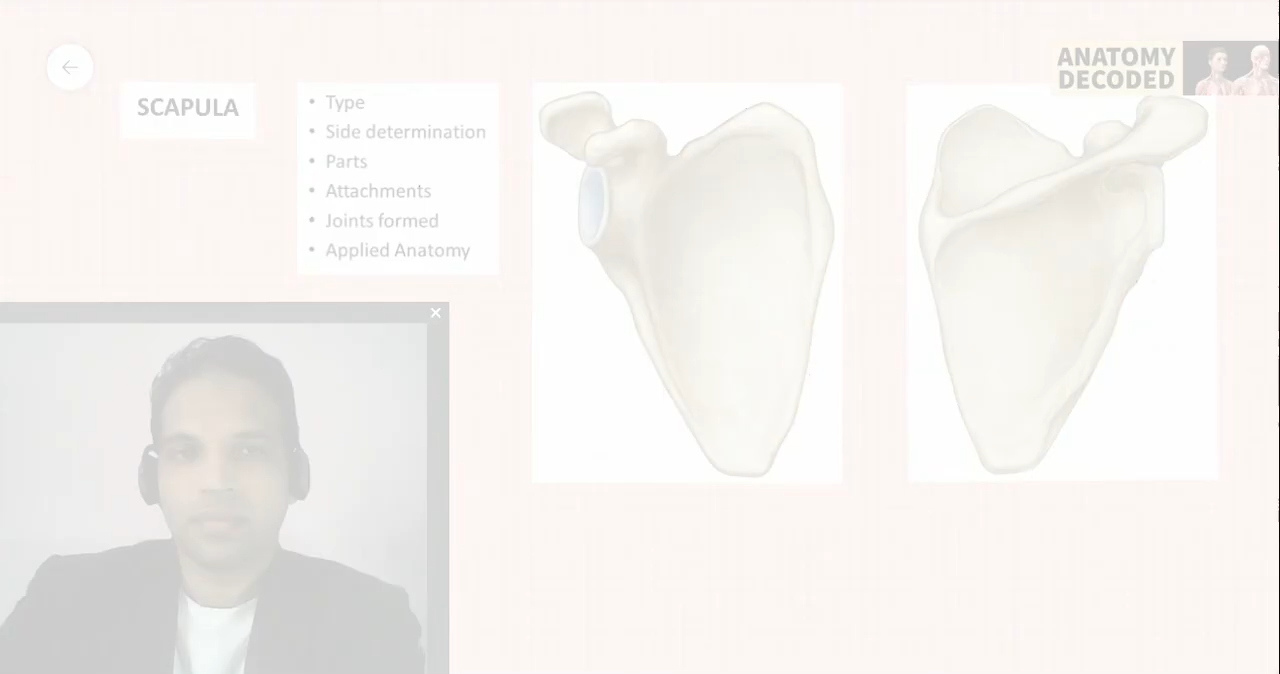 ANATOMY
DECODED
SCAPULA
• Type
• Side determination
• Parts
• Attachments
• Joints formed
• Applied Anatomy